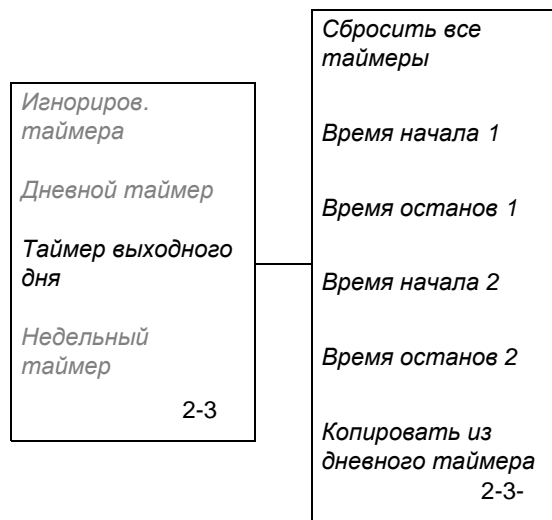 Игнориров.
таймера
Дневной таймер
Таймер выходного
дня
Недельный
таймер
2-3
Сбросить все
таймеры
Время начала 1
Время останов 1
Время начала 2
Время останов 2
Копировать из
дневного таймера
2-3-